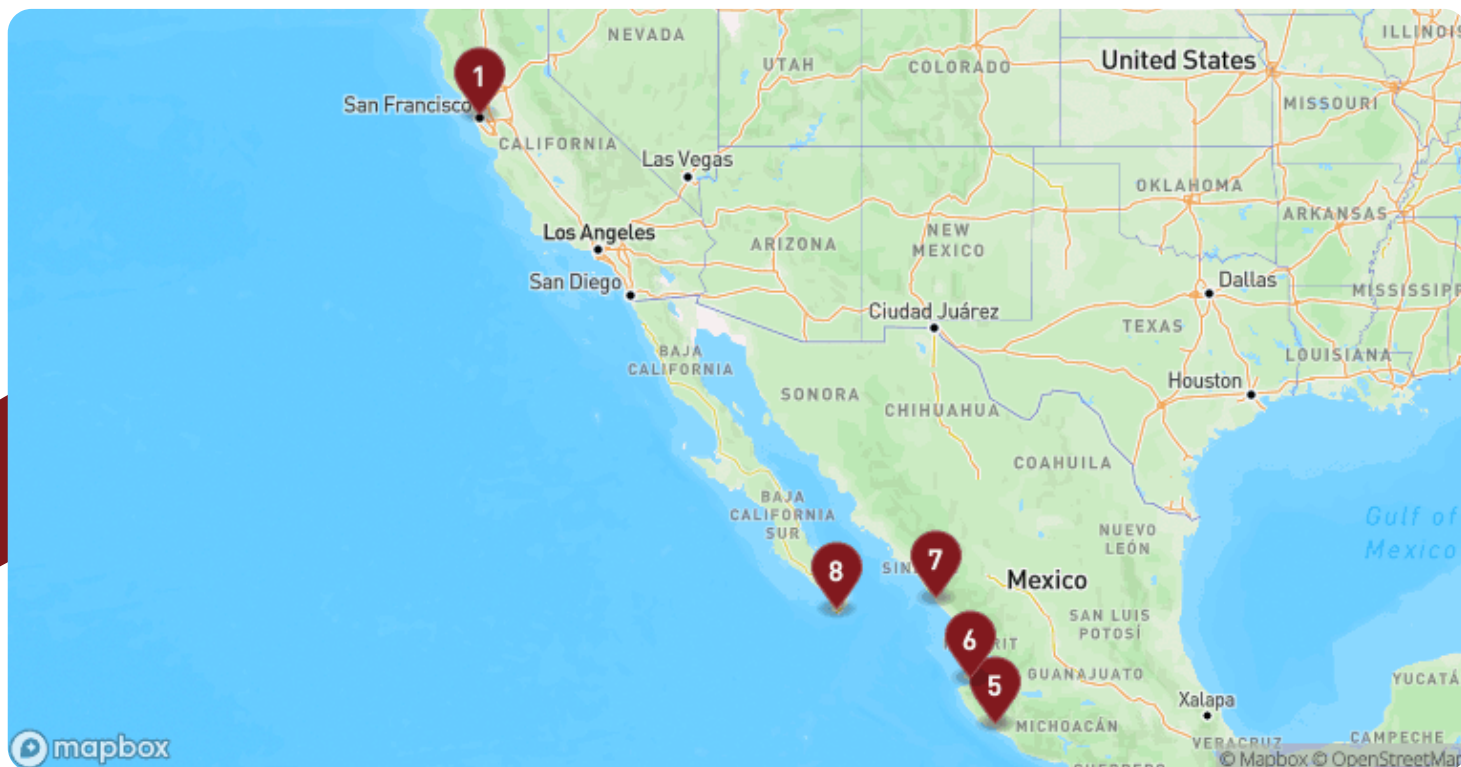 NEVADA
ILLINOIS
1
UTAH
COLORADO
United States
San Francisco
MISSOURI
CALIFORNIA
Las Vegas
OKLAHOMA
ARKANSAS
Los Angeles
ARIZONA
NEW
MEXICO
San Diego
Dallas
MISSISSIPP
Ciudad Juárez
TEXAS
BAJA
CALIFORNIA
LOUISIANA
Houston
SONORA
CHIHUAHUA
COAHUILA
BAJA
CALIFORNIA
SUR
Gulf of
Mexico
NUEVO
LEÓN
7
8
SIN
Mexico
SAN LUIS
POTOSÍ
6
RIT
GUANAJUATO
5
YUCATÁ
Xalapa
MICHOACÁN
VERACRUZ
CAMPECHE
mapbox
© Mapbox © OpenStreetMap